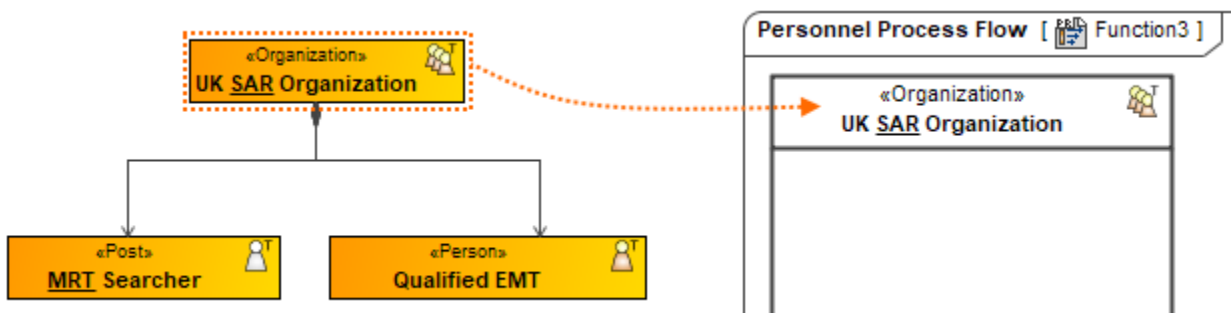 «Organization»
UK SAR Organization
«Post»
MRT Searcher
«Person»
Qualified EMT
Personnel Process Flow [ Function3 ]
«Organization»
UK SAR Organization